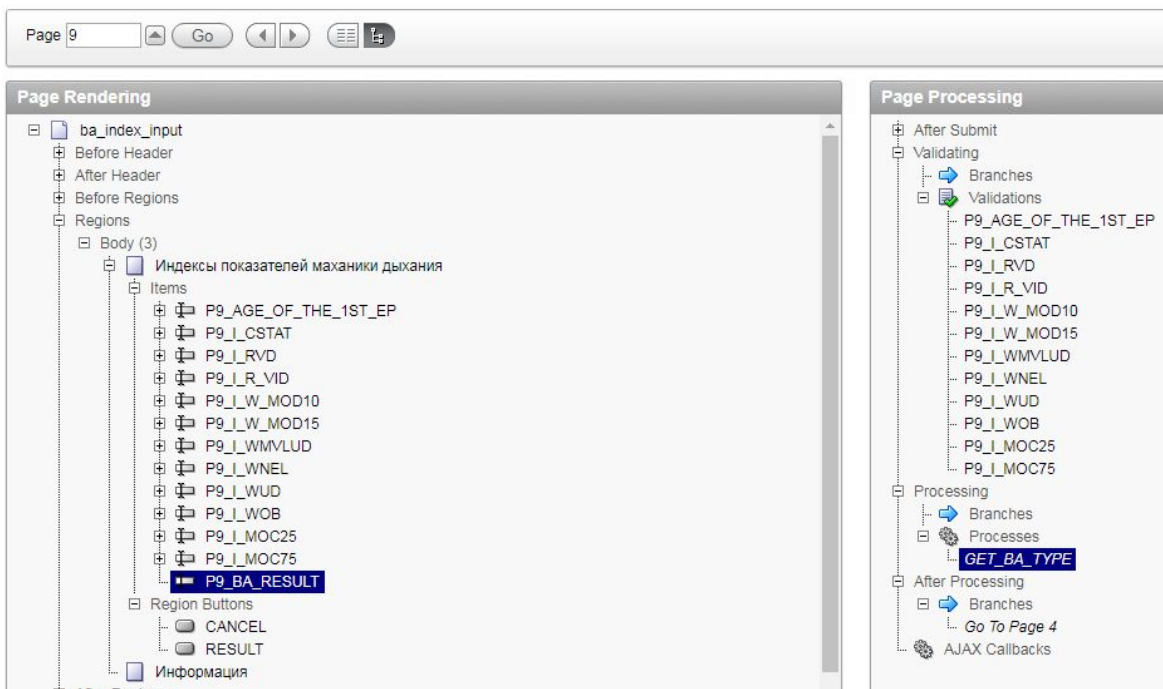 Page 9 Go
Page Rendering
ba_index_input
Before Header
After Header
Before Regions
Regions
Body (3)
Индексы показателей маханики дыхания
Items
P9_AGE_OF_THE_1ST_EP
P9_I_CSTAT
P9_I_RVD
P9_I_R_VID
P9_I_W_MOD10
P9_I_W_MOD15
P9_I_WMVLUD
P9_I_WNEL
P9_I_WUD
P9_I_WOB
P9_I_MOC25
P9_I_MOC75
P9_BA_RESULT
Region Buttons
CANCEL
RESULT
Информация
Page Processing
After Submit
Validating
Branches
Validations
P9_AGE_OF_THE_1ST_EP
P9_I_CSTAT
P9_I_RVD
P9_I_R_VID
P9_I_W_MOD10
P9_I_W_MOD15
P9_I_WMVLUD
P9_I_WNEL
P9_I_WUD
P9_I_WOB
P9_I_MOC25
P9_I_MOC75
Processing
Branches
Processes
GET_BA_TYPE
After Processing
Branches
Go To Page 4
AJAX Callbacks